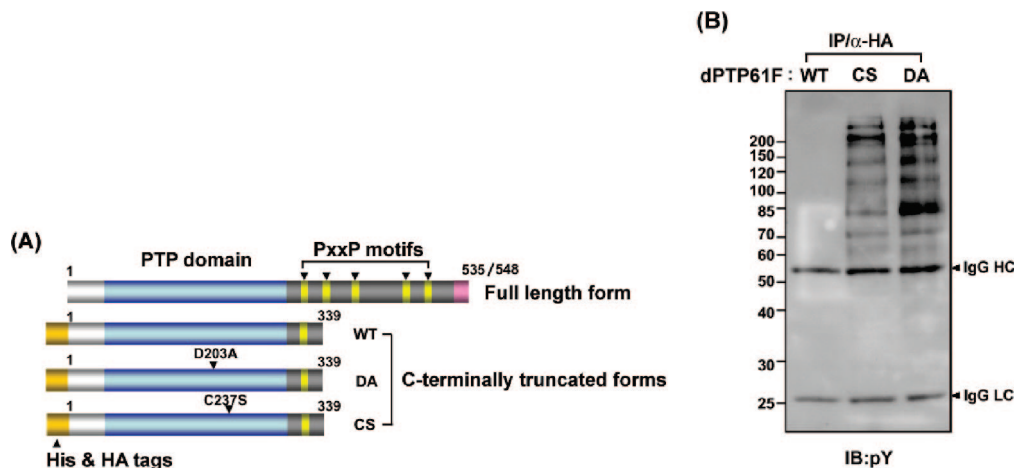 (A)
PxxP motifs
1
PTP domain
535/548
Full length form
1
339
WT
D203A
1
339
DA
C-terminally truncated forms
C237S
1
339
CS
His & HA tags
(B)
IP/α-HA
dPTP61F : WT CS DA
200
150
120
100
85
70
60
50
40
30
25
IgG HC
IgG LC
IB:pY